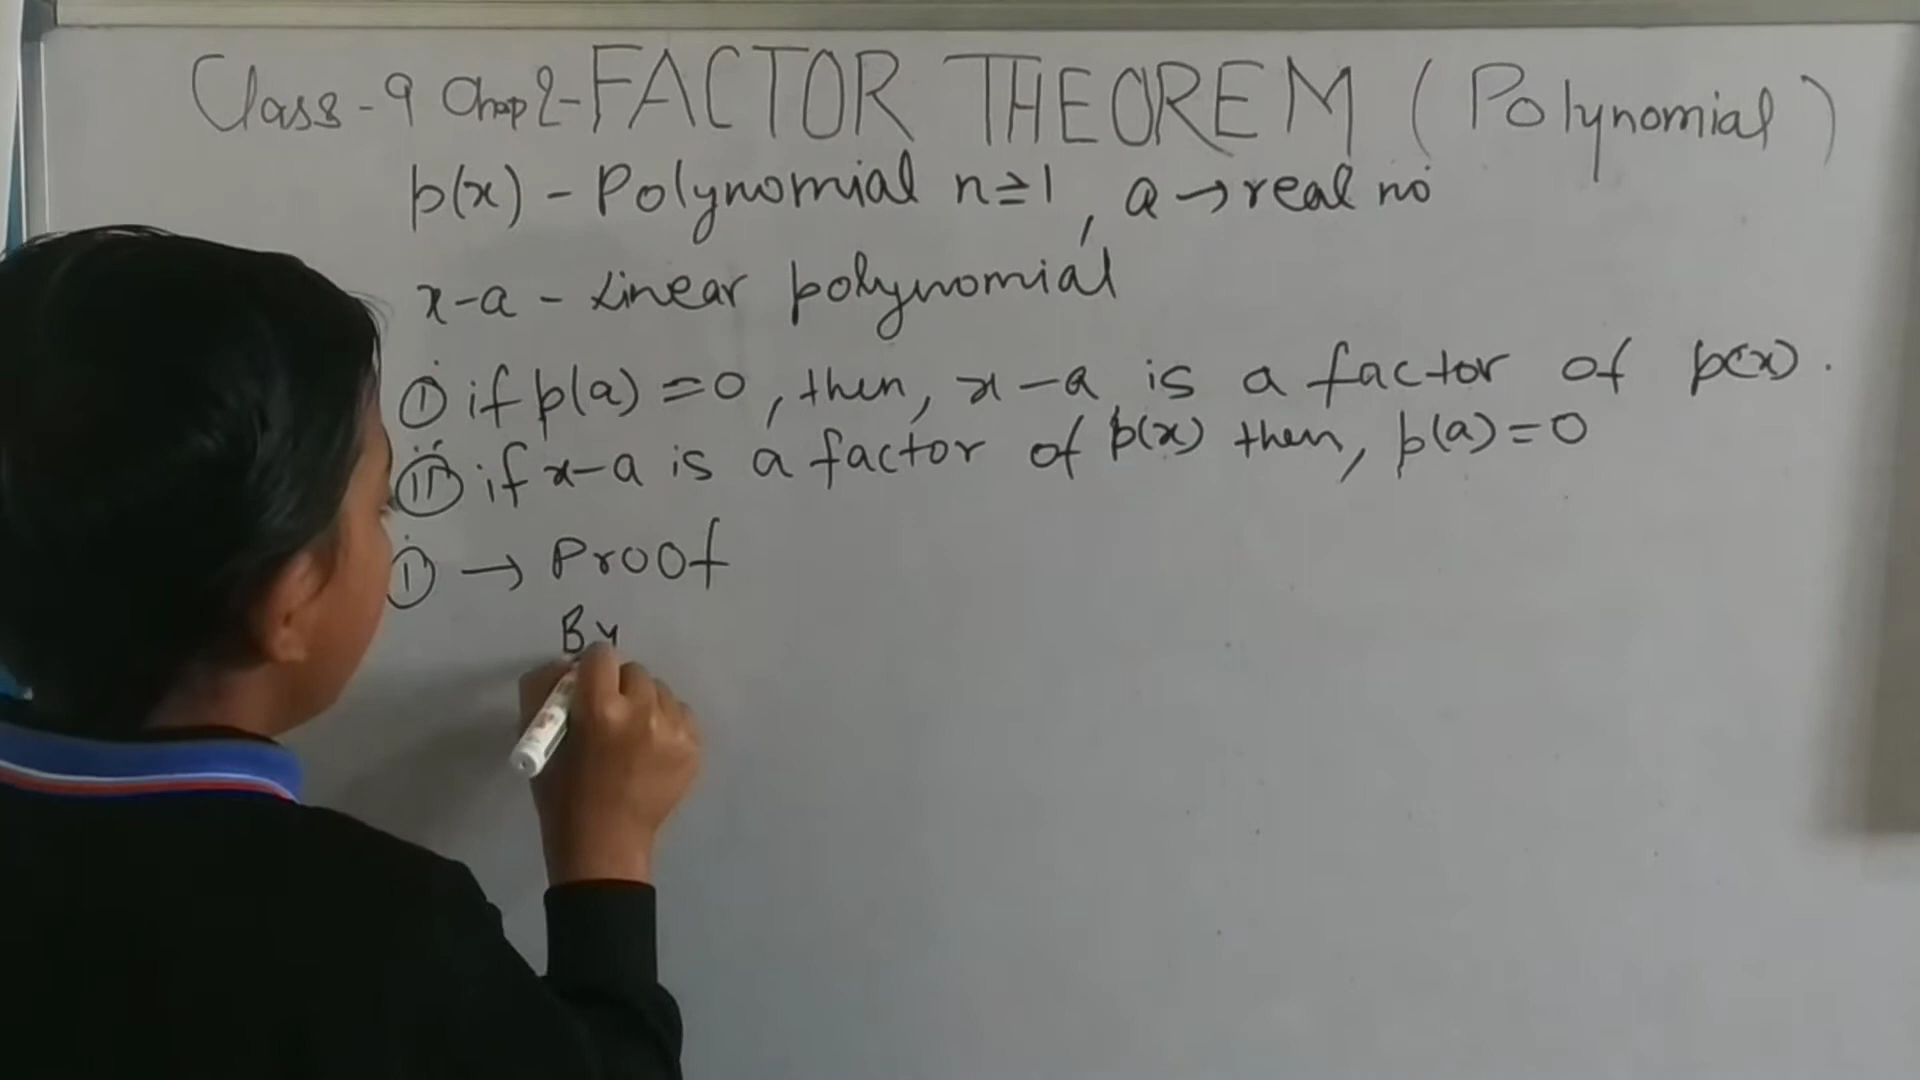 Class-9 Chap 2-FACTOR THEOREM (Polynomial)
p(x) - Polynomial n≥1, a→real no
x-a - Linear polynomial
(i) if p(a)=0, then, x-a is a factor of p(x).
(ii) if x-a is a factor of p(x) then, p(a)=0
(i) → Proof
By